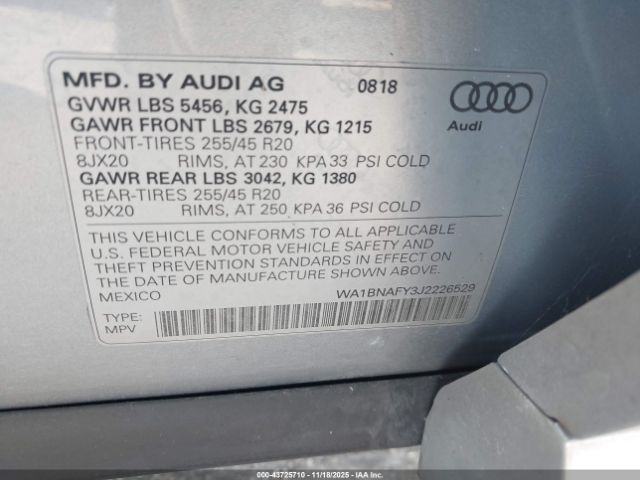 MFD. BY AUDI AG 0818
GVWR LBS 5456, KG 2475
GAWR FRONT LBS 2679, KG 1215
FRONT-TIRES 255/45 R20
8JX20 RIMS, AT 230 KPA 33 PSI COLD
GAWR REAR LBS 3042, KG 1380
REAR-TIRES 255/45 R20
8JX20 RIMS, AT 250 KPA 36 PSI COLD
Audi
THIS VEHICLE CONFORMS TO ALL APPLICABLE
U.S. FEDERAL MOTOR VEHICLE SAFETY AND
THEFT PREVENTION STANDARDS IN EFFECT ON
THE DATE OF MANUFACTURE SHOWN ABOVE.
MEXICO WA1BNAFY3J2226529
TYPE:
MPV
000-43725710 - 11/18/2025 - IAAI.COM